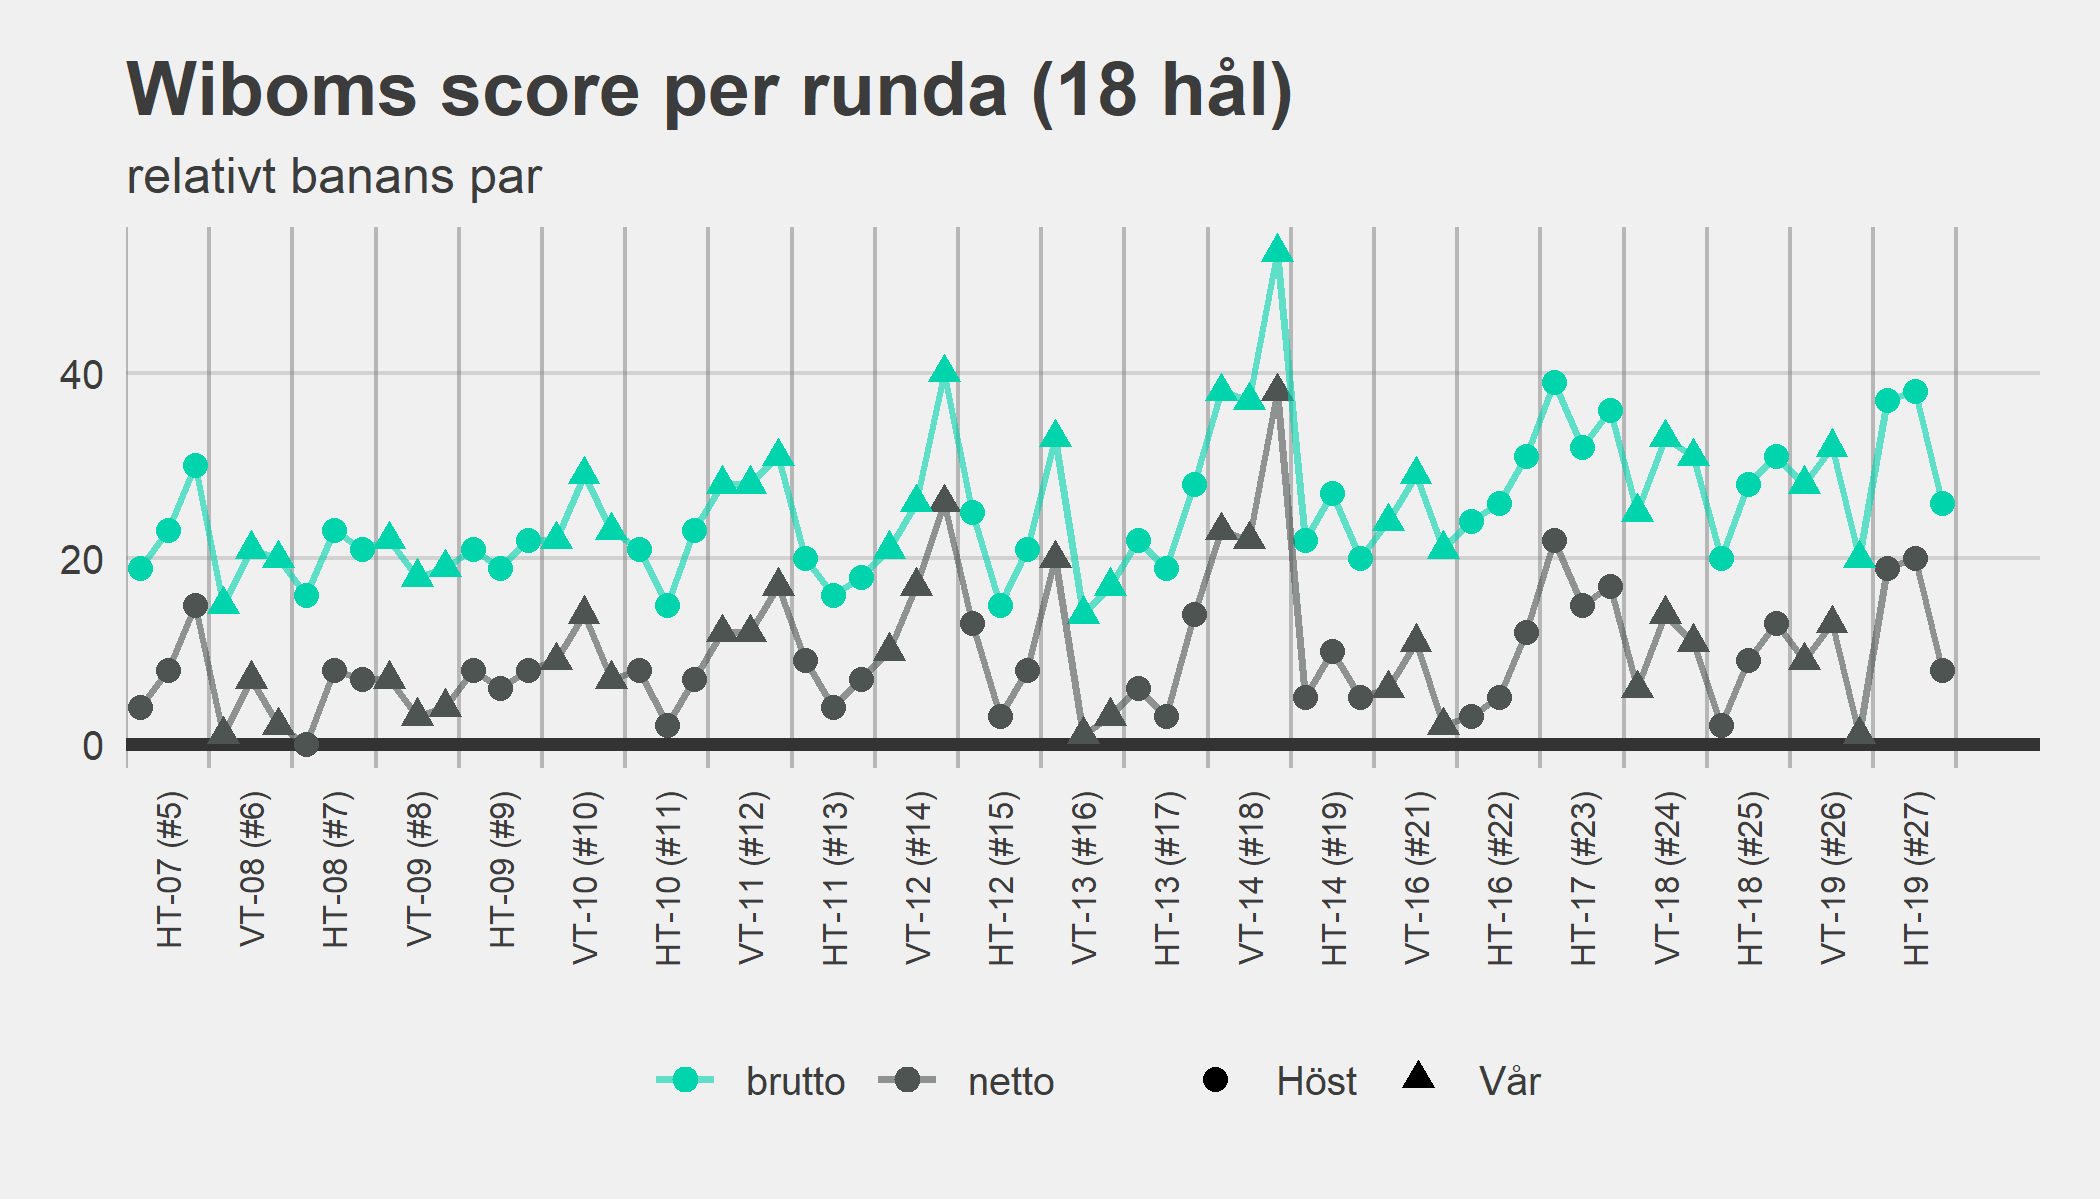 Wiboms score per runda (18 hål)
relativt banans par
40
20
0
HT-07 (#5)
VT-08 (#6)
HT-08 (#7)
VT-09 (#8)
HT-09 (#9)
VT-10 (#10)
HT-10 (#11)
VT-11 (#12)
HT-11 (#13)
VT-12 (#14)
HT-12 (#15)
VT-13 (#16)
HT-13 (#17)
VT-14 (#18)
HT-14 (#19)
VT-16 (#21)
HT-16 (#22)
HT-17 (#23)
VT-18 (#24)
HT-18 (#25)
VT-19 (#26)
HT-19 (#27)
brutto netto Höst Vår